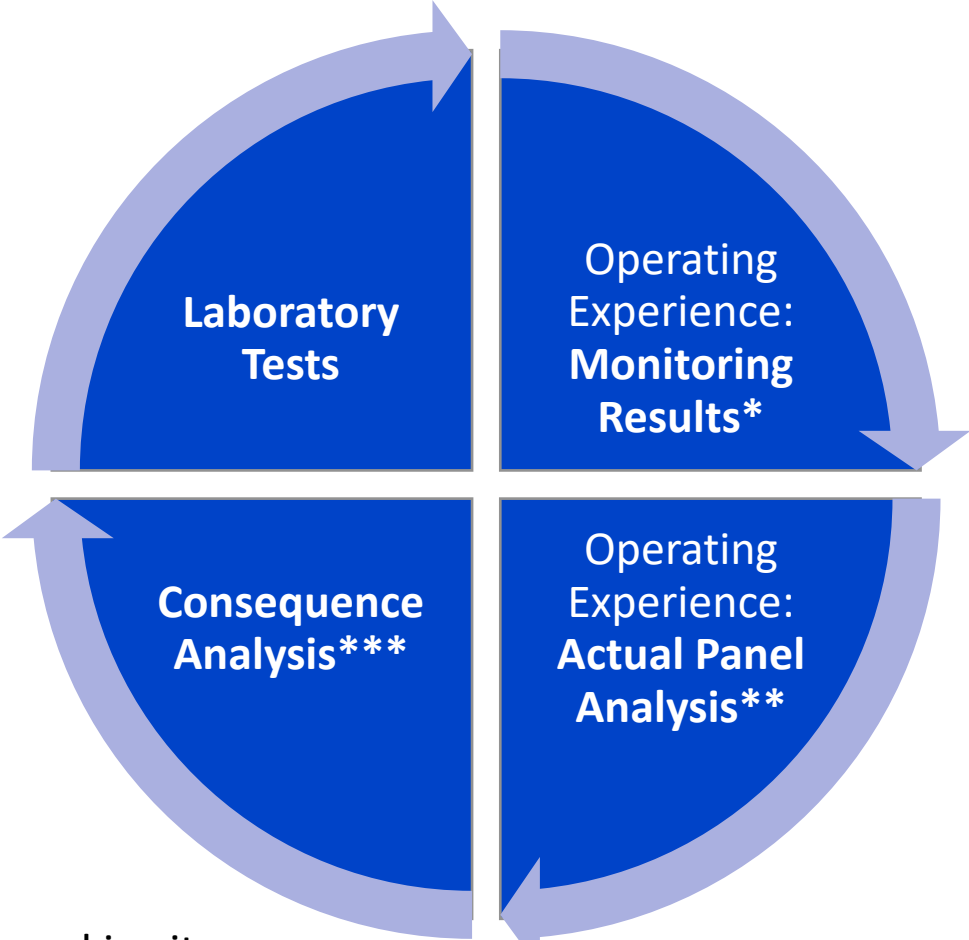 Laboratory
Tests
Operating
Experience:
Monitoring
Results*
Consequence
Analysis***
Operating
Experience:
Actual Panel
Analysis**